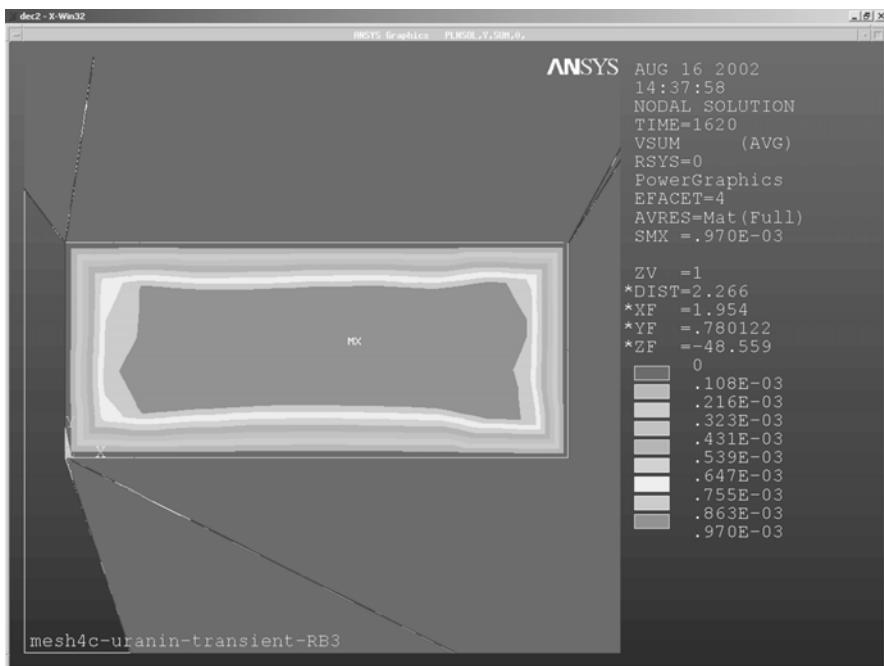 dec2 - X-Win32
ANSYS Graphics PLNSOL,V,SUM,0,
ANSYS
AUG 16 2002
14:37:58
NODAL SOLUTION
TIME=1620
VSUM (AVG)
RSYS=0
PowerGraphics
EFACET=4
AVRES=Mat(Full)
SMX =.970E-03
ZV =1
*DIST=2.266
*XF =1.954
*YF =.780122
*ZF =-48.559
0
.108E-03
.216E-03
.323E-03
.431E-03
.539E-03
.647E-03
.755E-03
.863E-03
.970E-03
MX
Y
X
mesh4c-uranin-transient-RB3